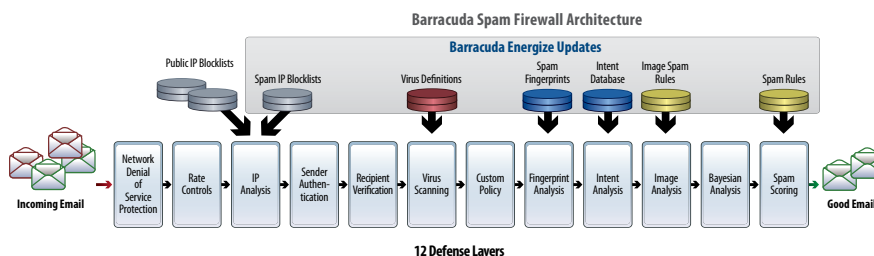 Barracuda Spam Firewall Architecture
Barracuda Energize Updates
Public IP Blocklists
Spam IP Blocklists
Virus Definitions
Spam
Fingerprints
Intent
Database
Image Spam
Rules
Spam Rules
Incoming Email
Network
Denial
of
Service
Protection
Rate
Controls
IP
Analysis
Sender
Authen-
tication
Recipient
Verification
Virus
Scanning
Custom
Policy
Fingerprint
Analysis
Intent
Analysis
Image
Analysis
Bayesian
Analysis
Spam
Scoring
Good Email
12 Defense Layers